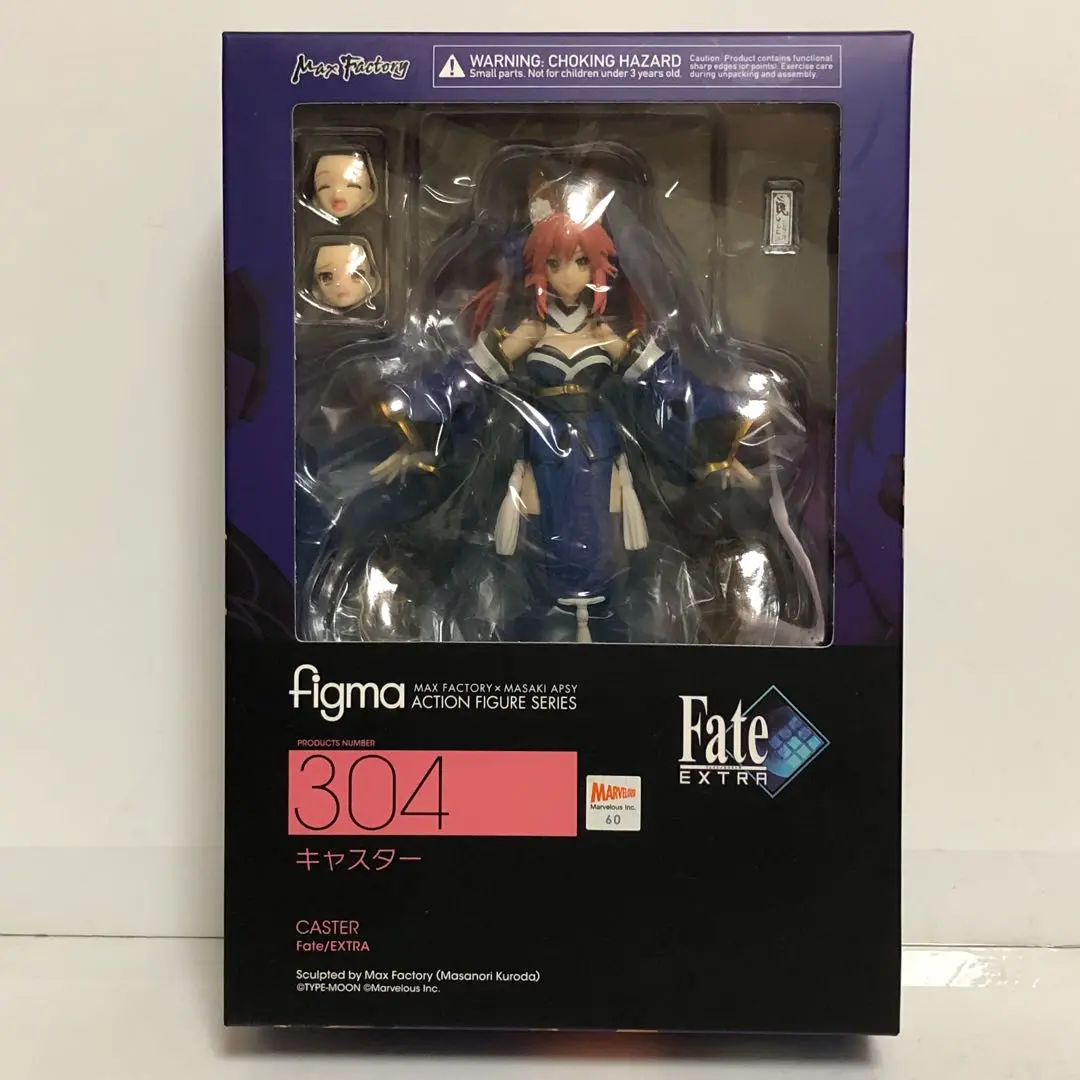 Max Factory
WARNING: CHOKING HAZARD
Small parts. Not for children under 3 years old.
Caution: Product contains functional
sharp edges (or points). Exercise care
during unpacking and assembly.
figma
MAX FACTORY × MASAKI APSY
ACTION FIGURE SERIES
Fate
EXTRA
PRODUCTS NUMBER
304
MARVELOUS!
Marvelous Inc.
60
キャスター
CASTER
Fate/EXTRA
Sculpted by Max Factory (Masanori Kuroda)
©TYPE-MOON ©Marvelous Inc.